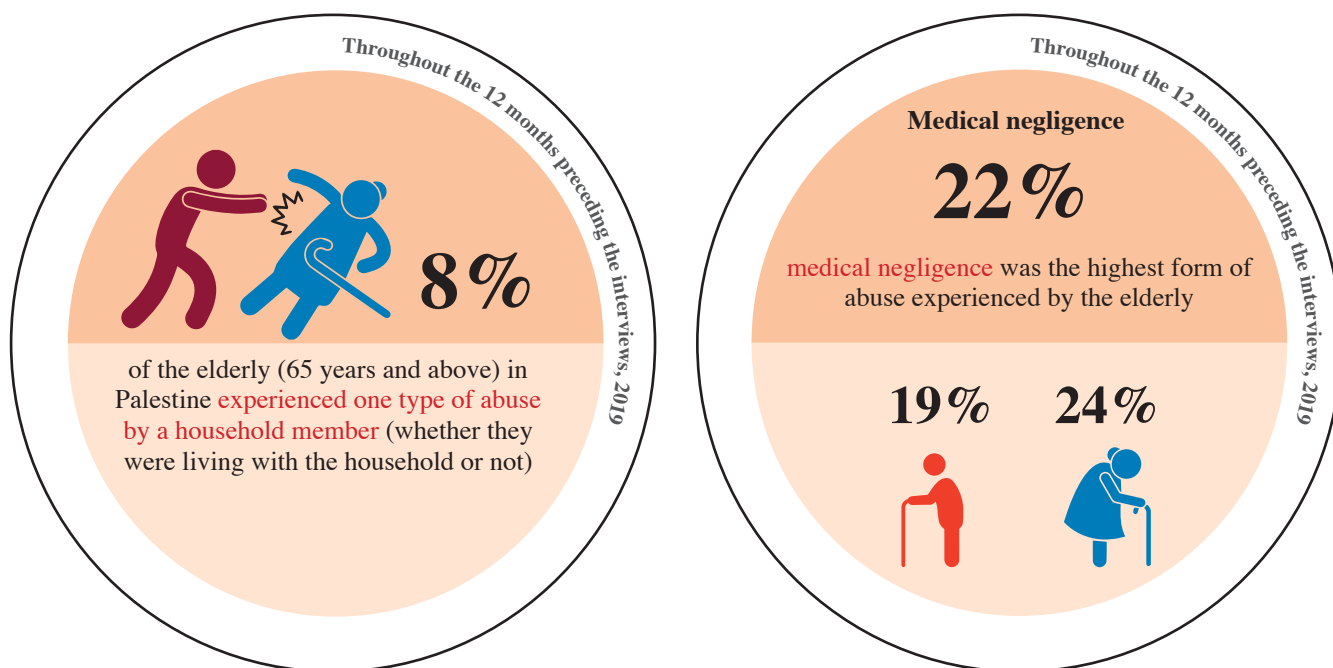 Throughout the 12 months preceding the interviews, 2019
8%
of the elderly (65 years and above) in
Palestine experienced one type of abuse
by a household member (whether they
were living with the household or not)
Throughout the 12 months preceding the interviews, 2019
Medical negligence
22%
medical negligence was the highest form of
abuse experienced by the elderly
19% 24%